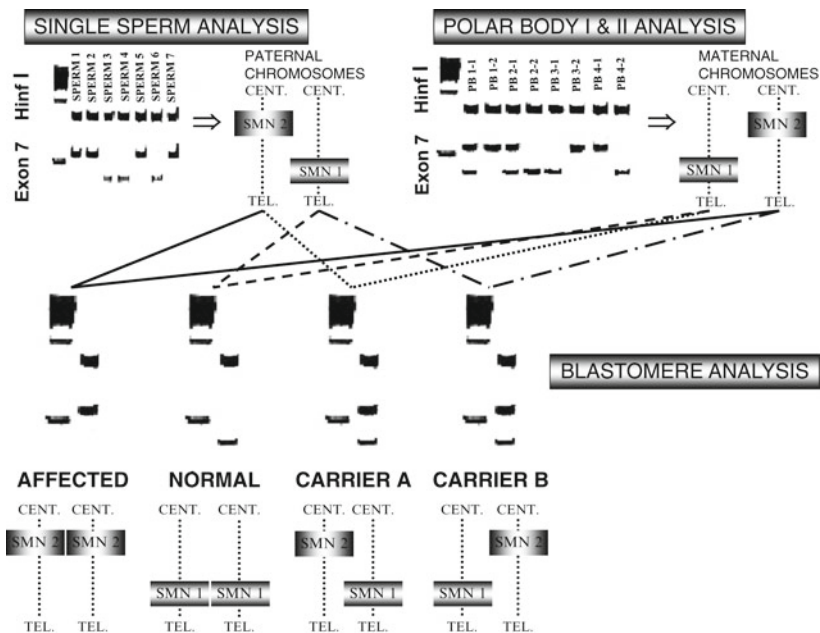 SINGLE SPERM ANALYSIS
POLAR BODY I & II ANALYSIS
Hinf I
Exon 7
SPERM 1
SPERM 2
SPERM 3
SPERM 4
SPERM 5
SPERM 6
SPERM 7
PATERNAL
CHROMOSOMES
CENT. CENT.
SMN 2
SMN 1
TEL. TEL.
Hinf I
Exon 7
PB 1-1
PB 1-2
PB 2-1
PB 2-2
PB 3-1
PB 3-2
PB 4-1
PB 4-2
MATERNAL
CHROMOSOMES
CENT. CENT.
SMN 2
SMN 1
TEL. TEL.
BLASTOMERE ANALYSIS
AFFECTED NORMAL CARRIER A CARRIER B
CENT. CENT. CENT. CENT. CENT. CENT. CENT. CENT.
SMN 2 SMN 2 SMN 2 SMN 2
SMN 1 SMN 1 SMN 1 SMN 1
TEL. TEL. TEL. TEL. TEL. TEL. TEL. TEL.